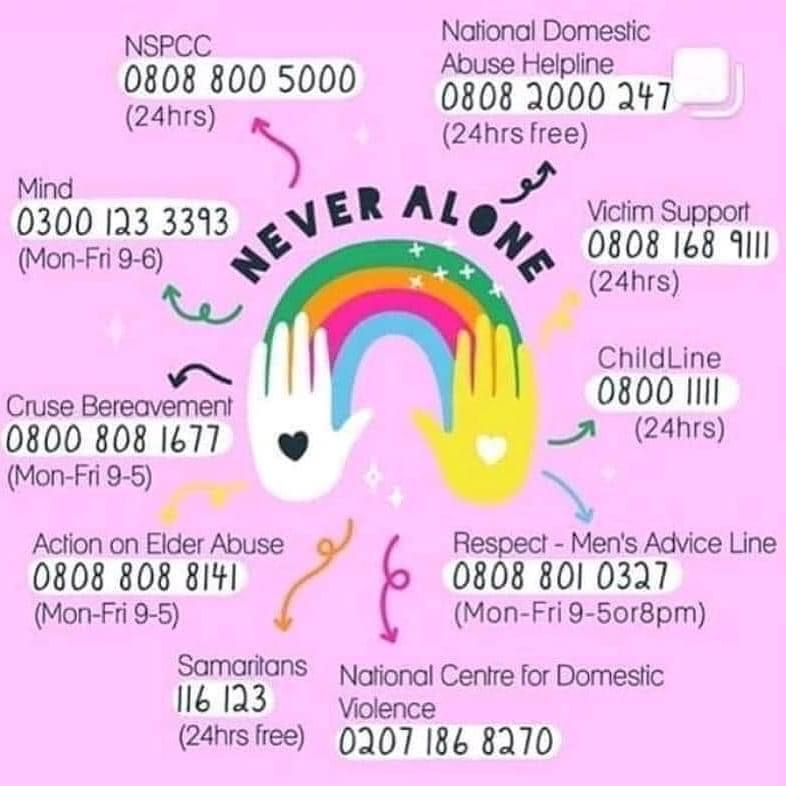 NSPCC
0808 800 5000
(24hrs)
National Domestic
Abuse Helpline
0808 2000 247
(24hrs free)
Mind
0300 123 3393
(Mon-Fri 9-6)
NEVER ALONE
Victim Support
0808 168 9111
(24hrs)
ChildLine
0800 1111
(24hrs)
Cruse Bereavement
0800 808 1677
(Mon-Fri 9-5)
Action on Elder Abuse
0808 808 8141
(Mon-Fri 9-5)
Respect - Men's Advice Line
0808 801 0327
(Mon-Fri 9-5or8pm)
Samaritans
116 123
(24hrs free)
National Centre for Domestic
Violence
0207 186 8270